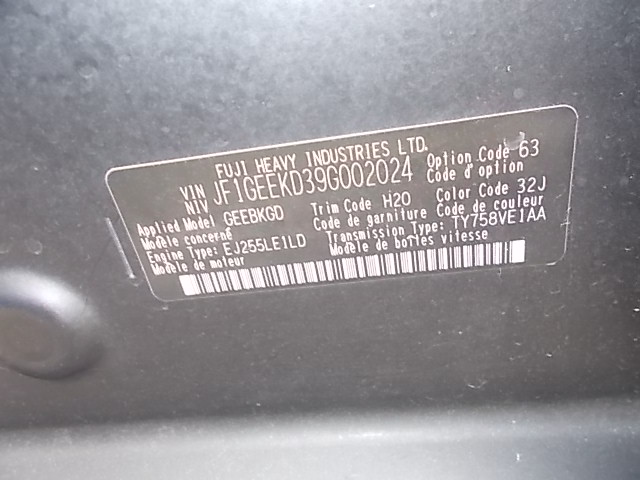 FUJI HEAVY INDUSTRIES LTD.
VIN
NIV JF1GEEKD39G002024 Option Code 63
Code d'option
Applied Model GEEBKGD Trim Code H20 Color Code 32J
Modèle concerné Code de garniture Code de couleur
Engine Type: EJ255LE1LD Transmission Type: TY758VE1AA
Modèle de moteur Modèle de boîtes vitesse